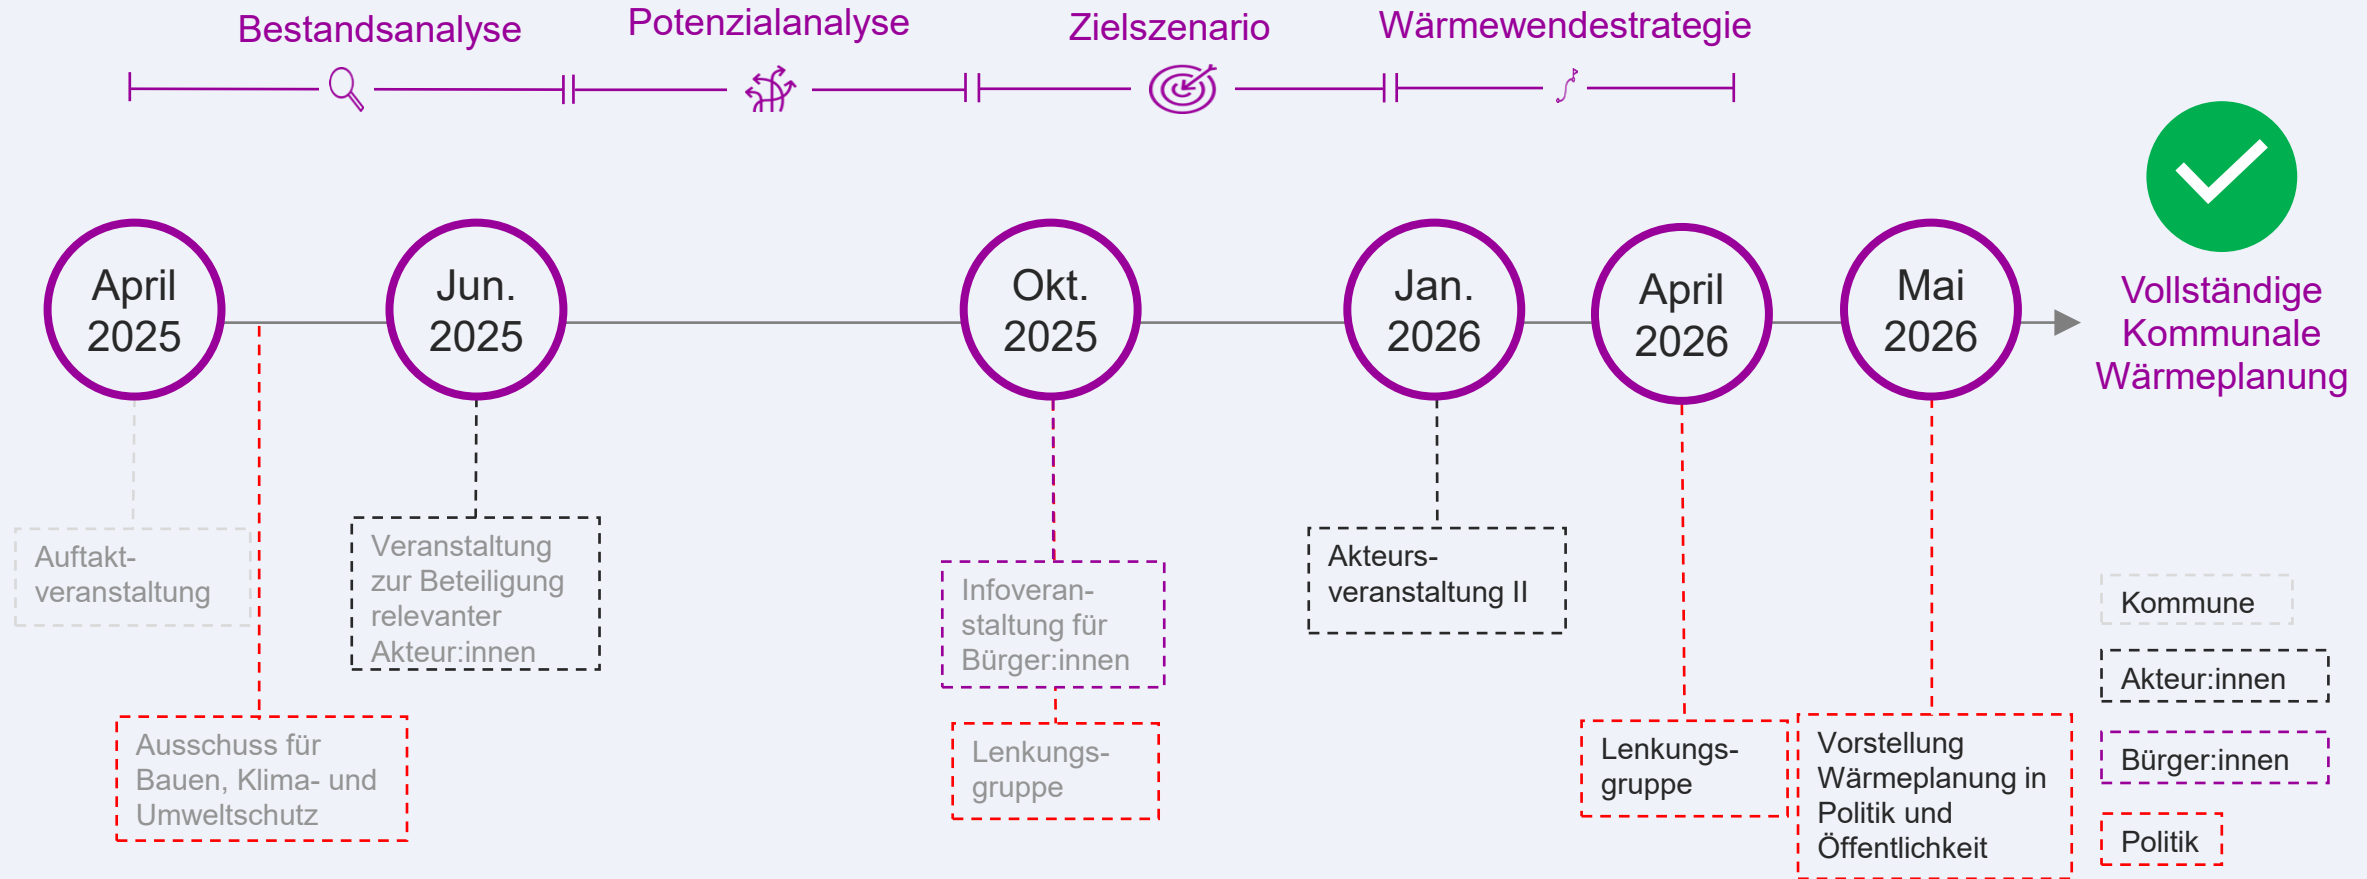 Bestandsanalyse
Potenzialanalyse
Zielszenario
Wärmewendestrategie
April
2025
Jun.
2025
Okt.
2025
Jan.
2026
April
2026
Mai
2026
Vollständige
Kommunale
Wärmeplanung
Auftakt-
veranstaltung
Ausschuss für
Bauen, Klima- und
Umweltschutz
Veranstaltung
zur Beteiligung
relevanter
Akteur:innen
Infoveran-
staltung für
Bürger:innen
Lenkungs-
gruppe
Akteurs-
veranstaltung II
Lenkungs-
gruppe
Vorstellung
Wärmeplanung in
Politik und
Öffentlichkeit
Kommune
Akteur:innen
Bürger:innen
Politik